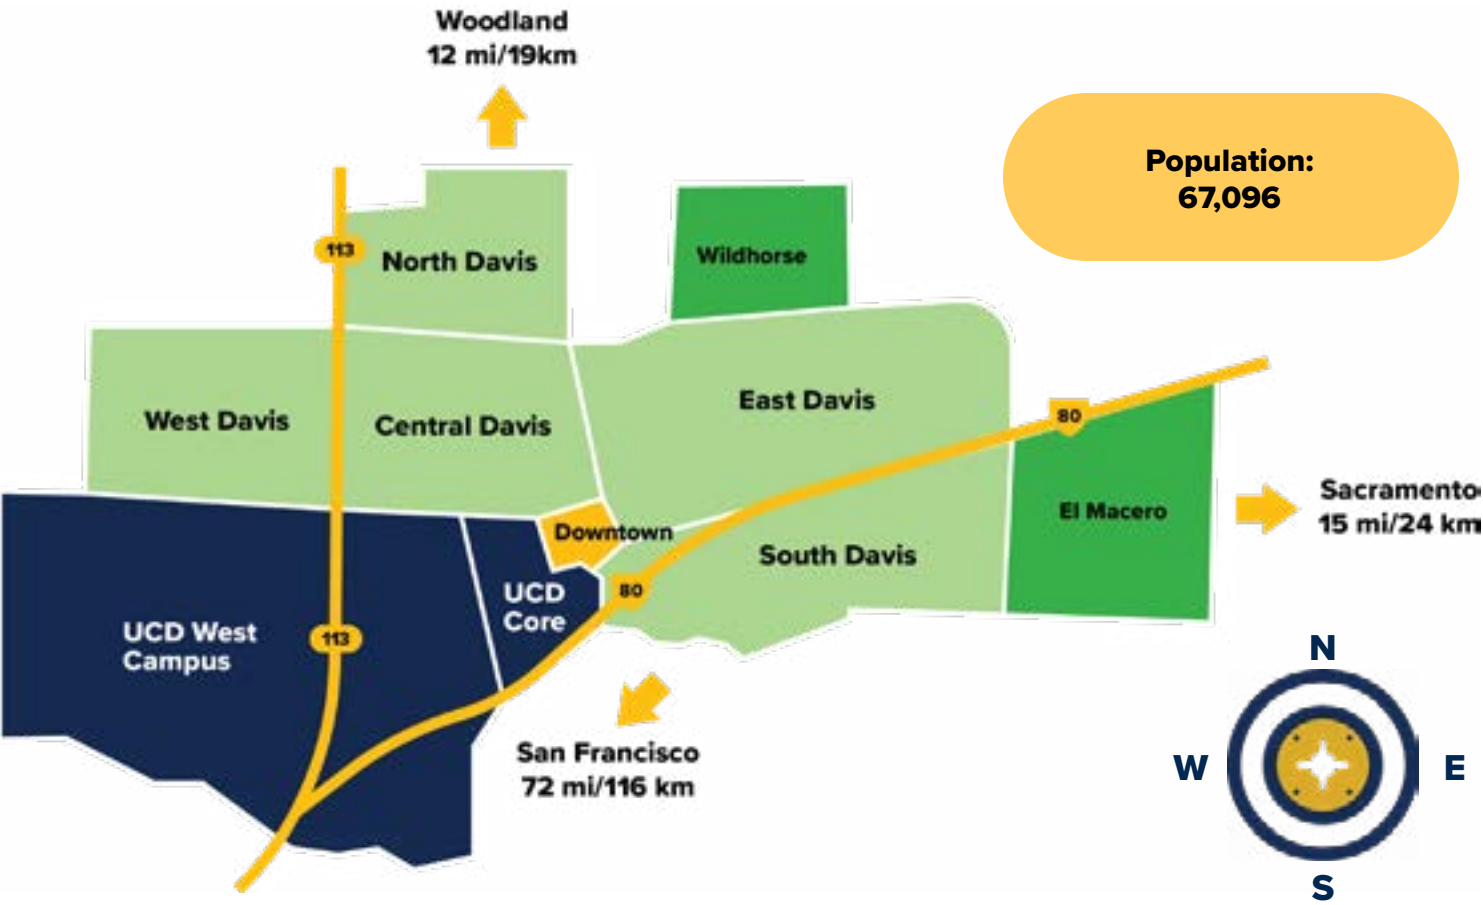 Woodland
12 mi/19km
Population:
67,096
113
North Davis
Wildhorse
West Davis
Central Davis
East Davis
80
El Macero
Sacramento
15 mi/24 km
Downtown
South Davis
UCD
Core
80
UCD West
Campus
113
San Francisco
72 mi/116 km
N
W
E
S